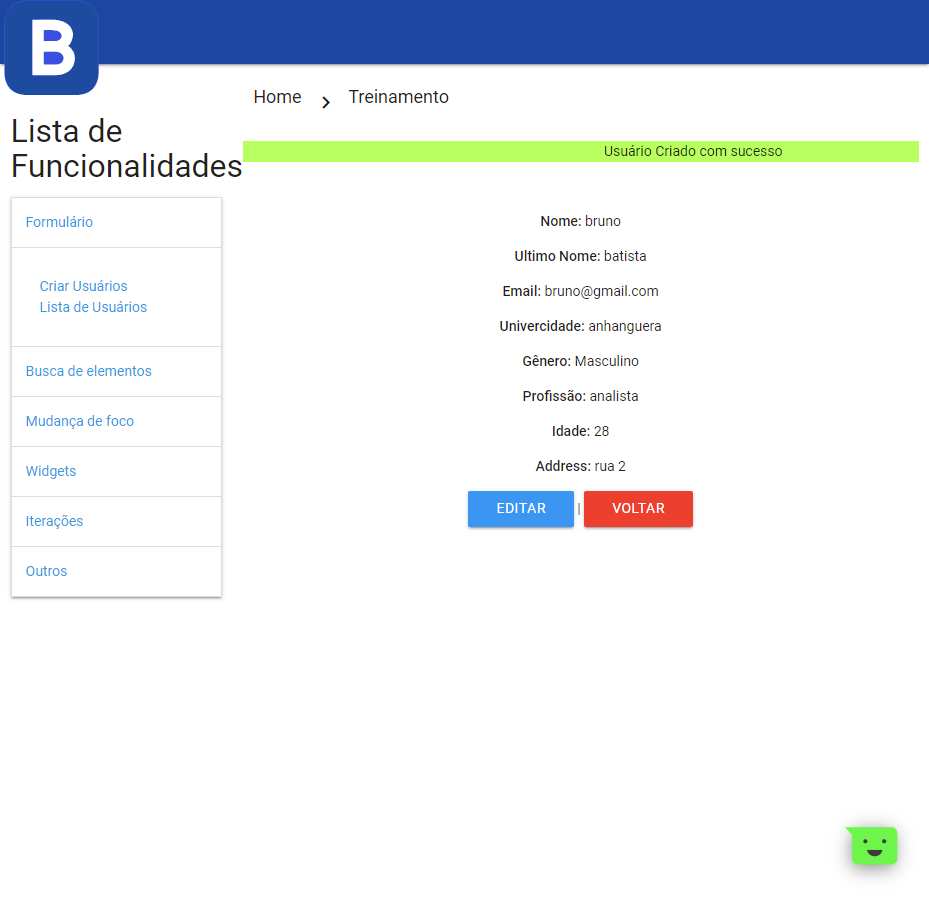 B
Home
Treinamento
Lista de
Funcionalidades
Usuário Criado com sucesso
Formulário
Criar Usuários
Lista de Usuários
Busca de elementos
Mudança de foco
Widgets
Iterações
Outros
Nome: bruno
Ultimo Nome: batista
Email: bruno@gmail.com
Univercidade: anhanguera
Gênero: Masculino
Profissão: analista
Idade: 28
Address: rua 2
EDITAR | VOLTAR